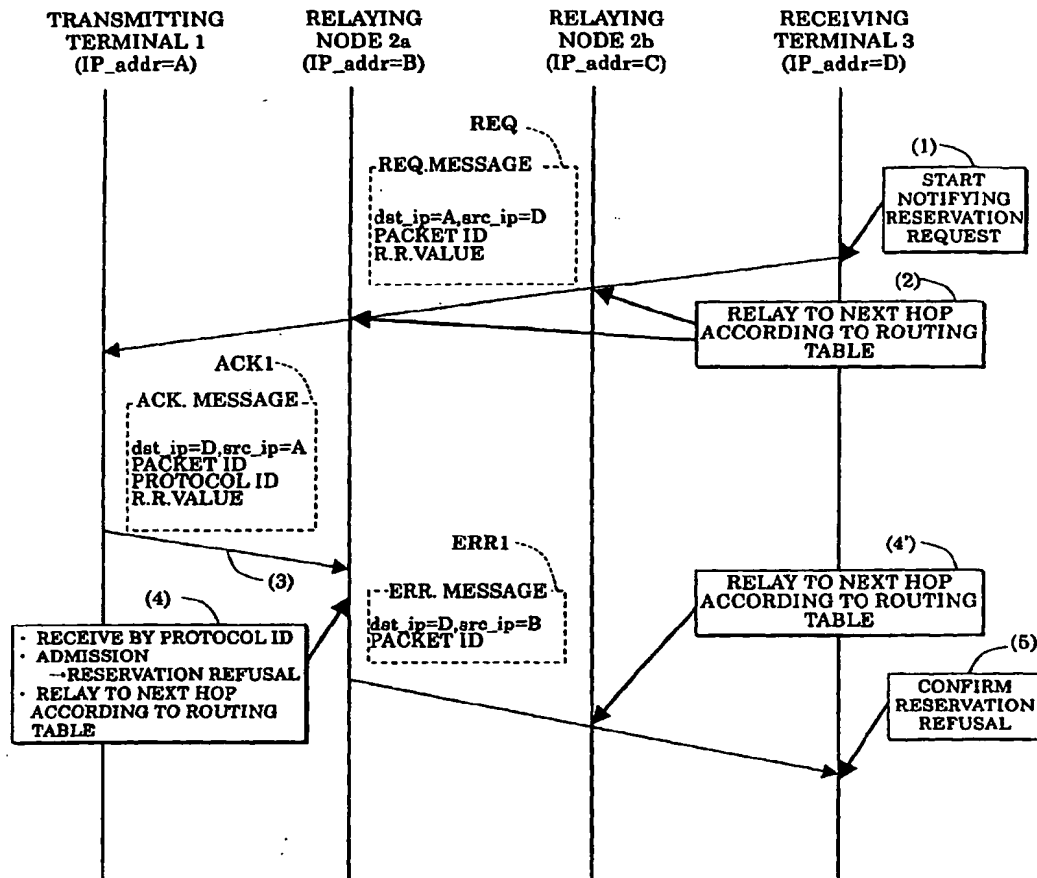 TRANSMITTING
TERMINAL 1
(IP_addr=A)
RELAYING
NODE 2a
(IP_addr=B)
RELAYING
NODE 2b
(IP_addr=C)
RECEIVING
TERMINAL 3
(IP_addr=D)
REQ
REQ.MESSAGE
dst_ip=A,src_ip=D
PACKET ID
R.R.VALUE
(1)
START
NOTIFYING
RESERVATION
REQUEST
(2)
RELAY TO NEXT HOP
ACCORDING TO ROUTING
TABLE
ACK1
ACK. MESSAGE
dst_ip=D,src_ip=A
PACKET ID
PROTOCOL ID
R.R.VALUE
(3)
(4)
· RECEIVE BY PROTOCOL ID
· ADMISSION
→RESERVATION REFUSAL
· RELAY TO NEXT HOP
ACCORDING TO ROUTING
TABLE
ERR1
ERR. MESSAGE
dst_ip=D,src_ip=B
PACKET ID
(4')
RELAY TO NEXT HOP
ACCORDING TO ROUTING
TABLE
(5)
CONFIRM
RESERVATION
REFUSAL